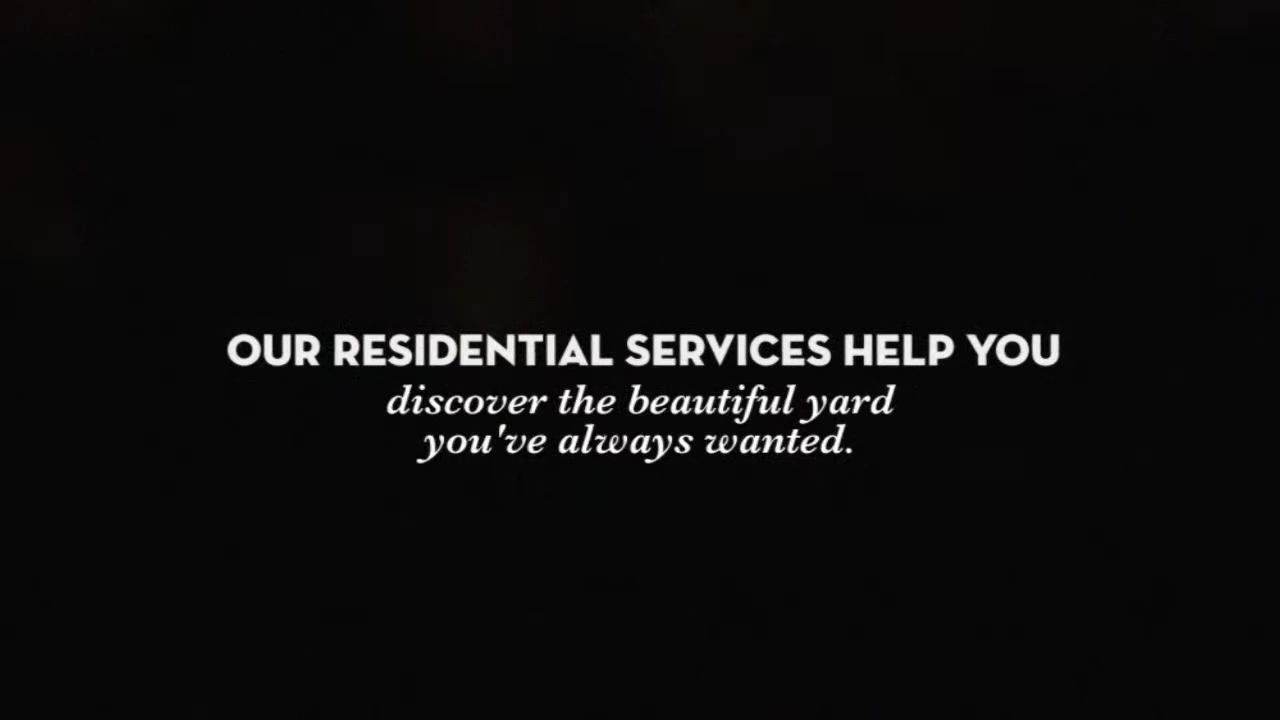 OUR RESIDENTIAL SERVICES HELP YOU
discover the beautiful yard
you've always wanted.